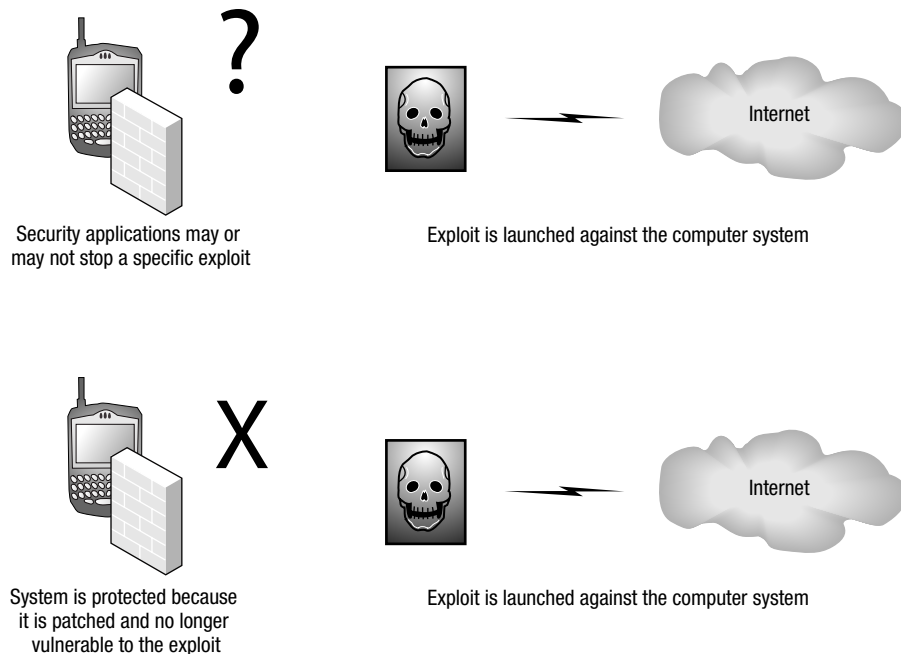 ?
Internet
Security applications may or
may not stop a specific exploit
Exploit is launched against the computer system
X
Internet
System is protected because
it is patched and no longer
vulnerable to the exploit
Exploit is launched against the computer system